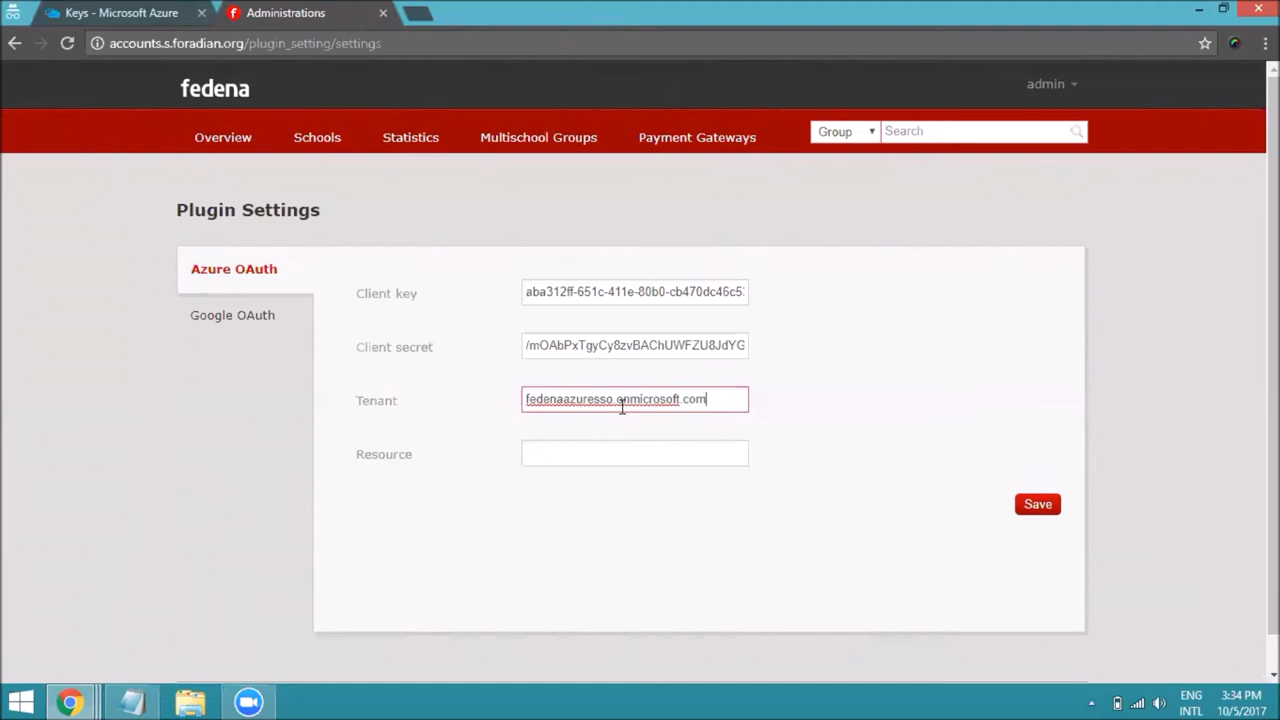 Keys - Microsoft Azure
Administrations
accounts.s.foradian.org/plugin_setting/settings
fedena
admin
Overview Schools Statistics Multischool Groups Payment Gateways Group Search
Plugin Settings
Azure OAuth
Google OAuth
Client key aba312ff-651c-411e-80b0-cb470dc46c5
Client secret /mOAbPxTgyCy8zvBAChUWFZU8JdYG
Tenant fedenaazuresso.onmicrosoft.com
Resource
Save
ENG 3:34 PM
INTL 10/5/2017